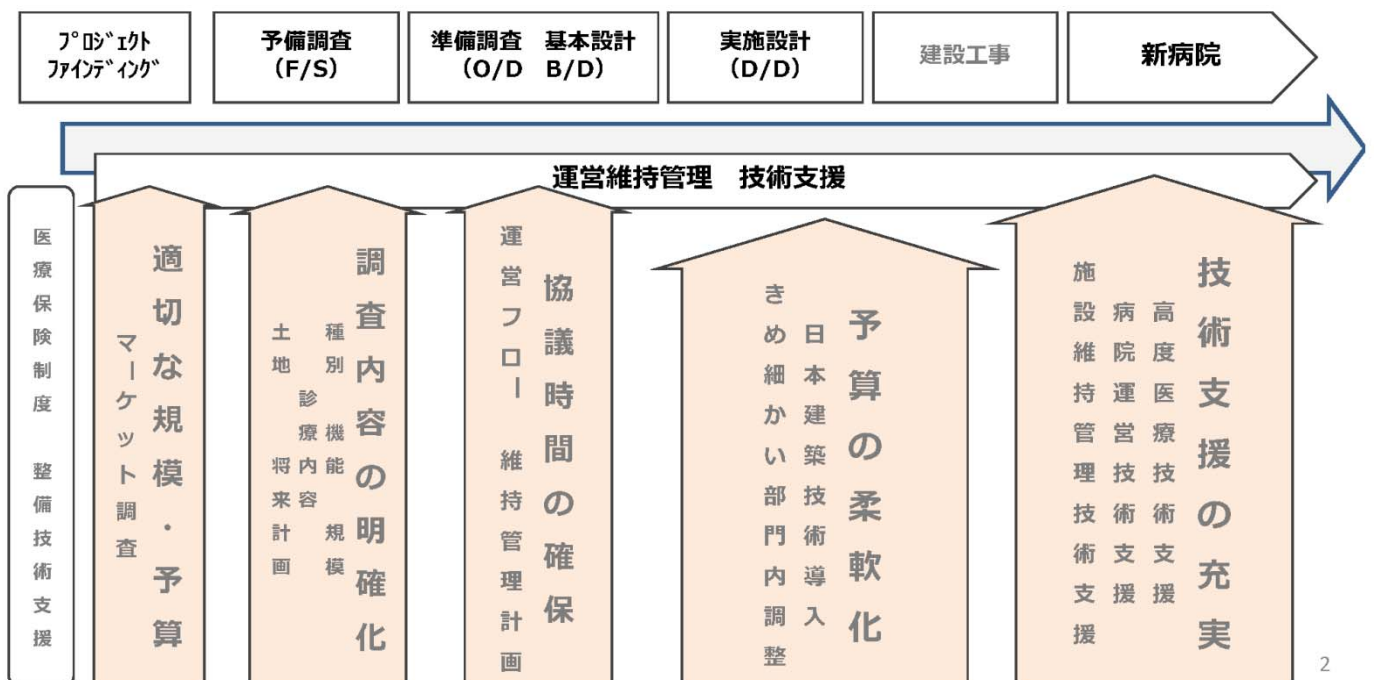 ﾌﾟﾛｼﾞｪｸﾄ
ﾌｧｲﾝﾃﾞｨﾝｸﾞ
予備調査
(F/S)
準備調査　基本設計
(O/D　B/D)
実施設計
(D/D)
建設工事
新病院
運営維持管理　技術支援
医療保険制度　整備技術支援
適切な規模・予算
マーケット調査
調査内容の明確化
種別　機能　規模
診療内容
土地　将来計画
協議時間の確保
運営フロー　維持管理計画
予算の柔軟化
日本建築技術導入
きめ細かい部門内調整
技術支援の充実
高度医療技術支援
病院運営技術支援
施設維持管理技術支援
2